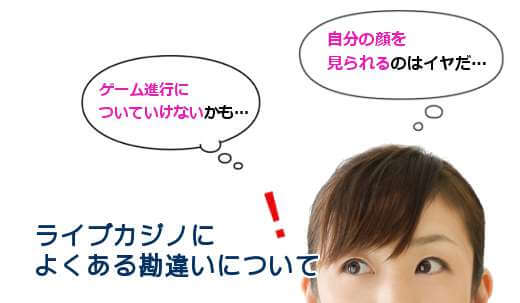 自分の顔を
見られるのはイヤだ…
ゲーム進行に
ついていけないかも…
!
ライブカジノに
よくある勘違いについて